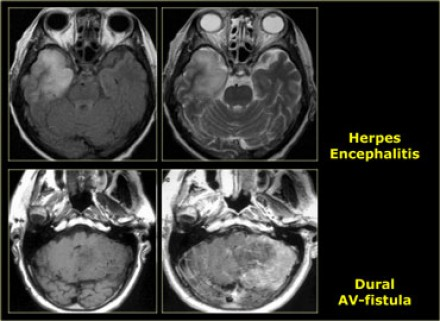 Herpes
Encephalitis
Dural
AV-fistula